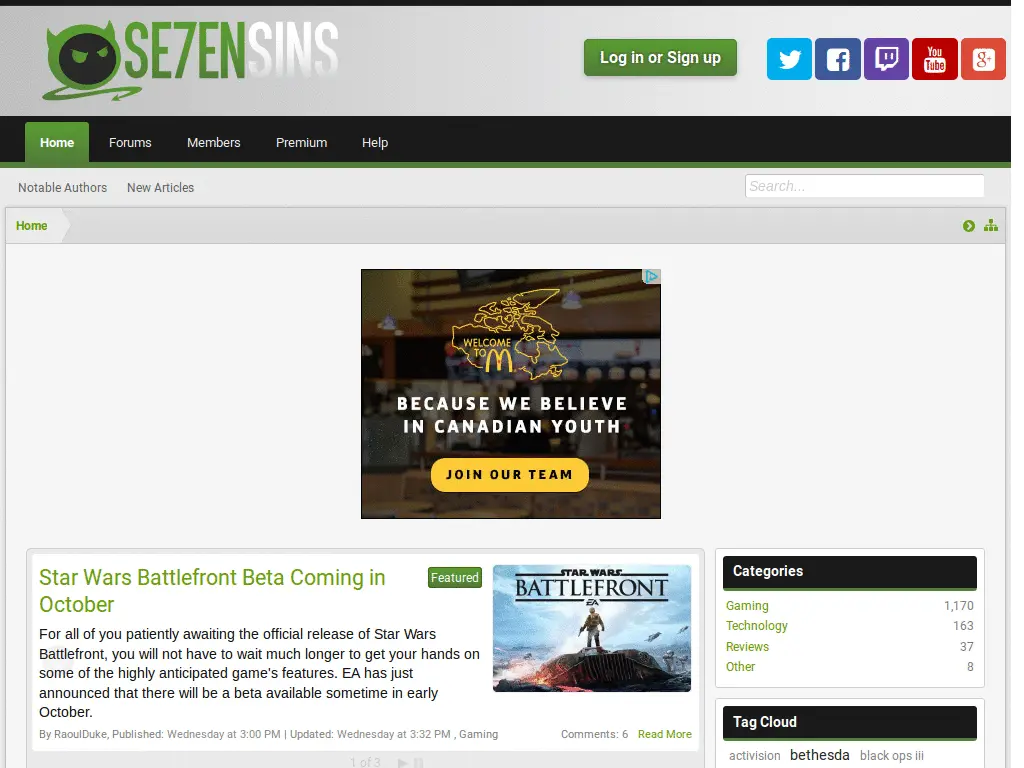 SE7ENSINS
Log in or Sign up
You
Tube
g+
Home Forums Members Premium Help
Notable Authors New Articles
Search...
Home
WELCOME
TO M
BECAUSE WE BELIEVE
IN CANADIAN YOUTH
JOIN OUR TEAM
Star Wars Battlefront Beta Coming in
October
Featured
For all of you patiently awaiting the official release of Star Wars
Battlefront, you will not have to wait much longer to get your hands on
some of the highly anticipated game's features. EA has just
announced that there will be a beta available sometime in early
October.
By RaoulDuke, Published: Wednesday at 3:00 PM | Updated: Wednesday at 3:32 PM , Gaming
Comments: 6 Read More
STAR WARS
BATTLEFRONT
EA
1 of 3
Categories
Gaming 1,170
Technology 163
Reviews 37
Other 8
Tag Cloud
activision bethesda black ops iii